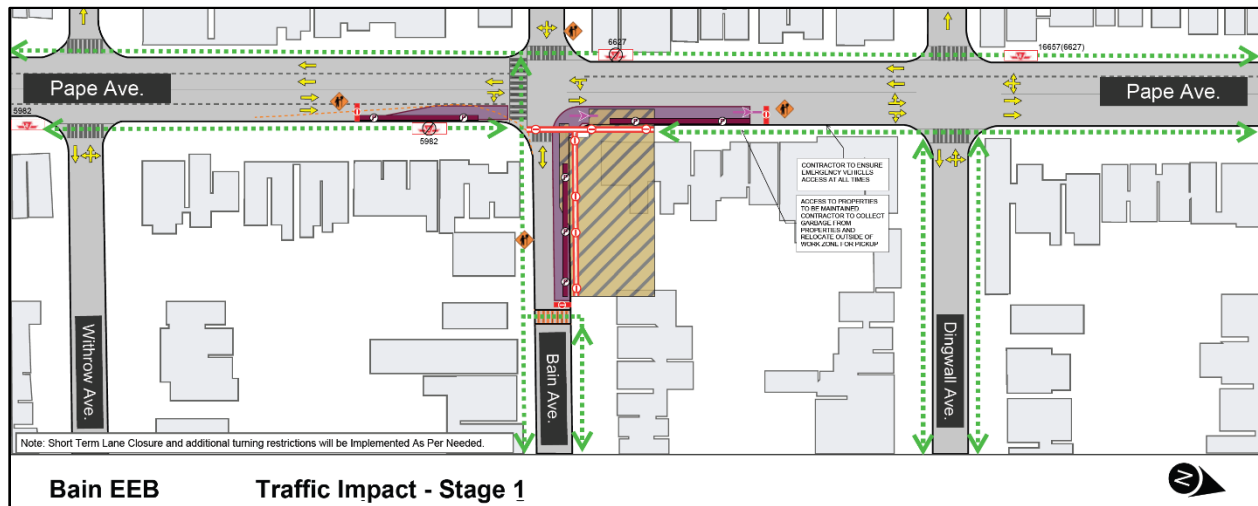 6627
16657(6627)
Pape Ave.
Pape Ave.
5982
5982
CONTRACTOR TO ENSURE
EMERGENCY VEHICLES
ACCESS AT ALL TIMES
ACCESS TO PROPERTIES
TO BE MAINTAINED
CONTRACTOR TO COLLECT
GARBAGE FROM
PROPERTIES AND
RELOCATE OUTSIDE OF
WORK ZONE FOR PICKUP
Withrow Ave.
Bain Ave.
Dingwall Ave.
Note: Short Term Lane Closure and additional turning restrictions will be Implemented As Per Needed.
Bain EEB
Traffic Impact - Stage 1
N